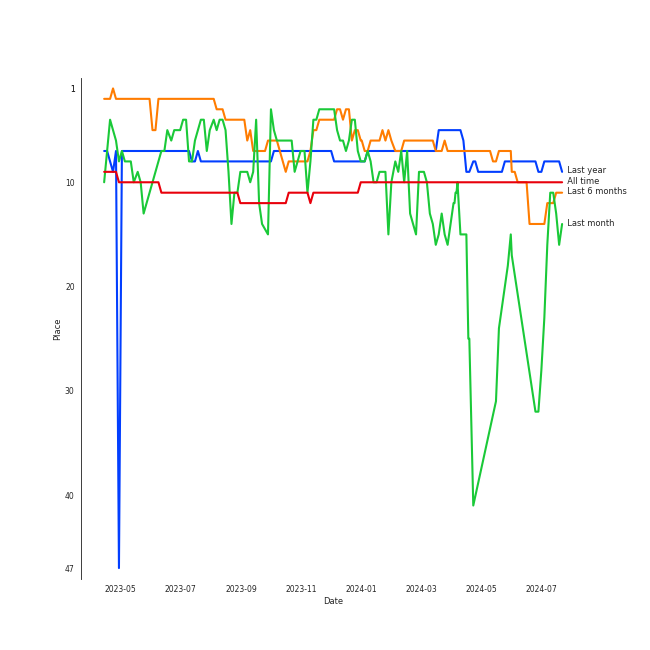 1
10
20
30
40
47
Place
2023-05
2023-07
2023-09
2023-11
2024-01
2024-03
2024-05
2024-07
Date
Last year
All time
Last 6 months
Last month